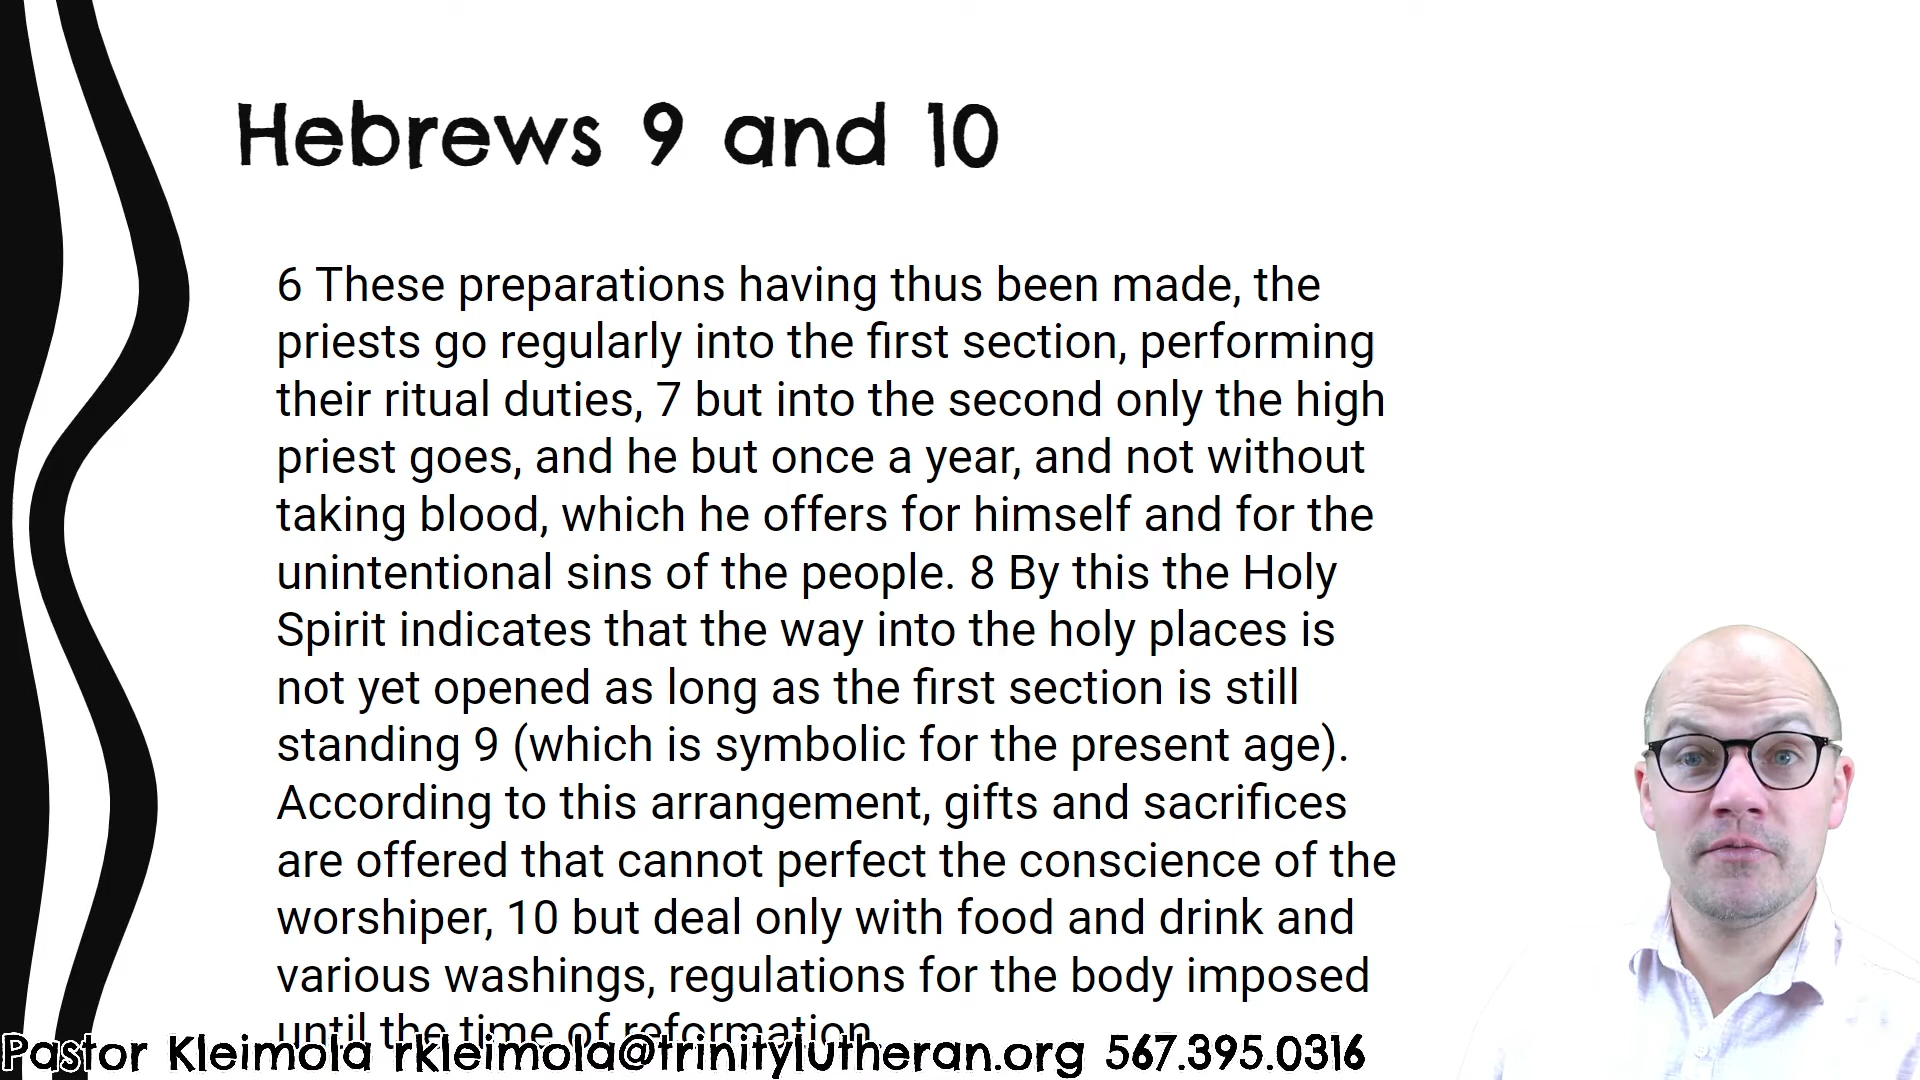 Hebrews 9 and 10
6 These preparations having thus been made, the
priests go regularly into the first section, performing
their ritual duties, 7 but into the second only the high
priest goes, and he but once a year, and not without
taking blood, which he offers for himself and for the
unintentional sins of the people. 8 By this the Holy
Spirit indicates that the way into the holy places is
not yet opened as long as the first section is still
standing 9 (which is symbolic for the present age).
According to this arrangement, gifts and sacrifices
are offered that cannot perfect the conscience of the
worshiper, 10 but deal only with food and drink and
various washings, regulations for the body imposed
until the time of reformation.
Pastor Kleimola rkleimola@trinitylutheran.org 567.395.0316